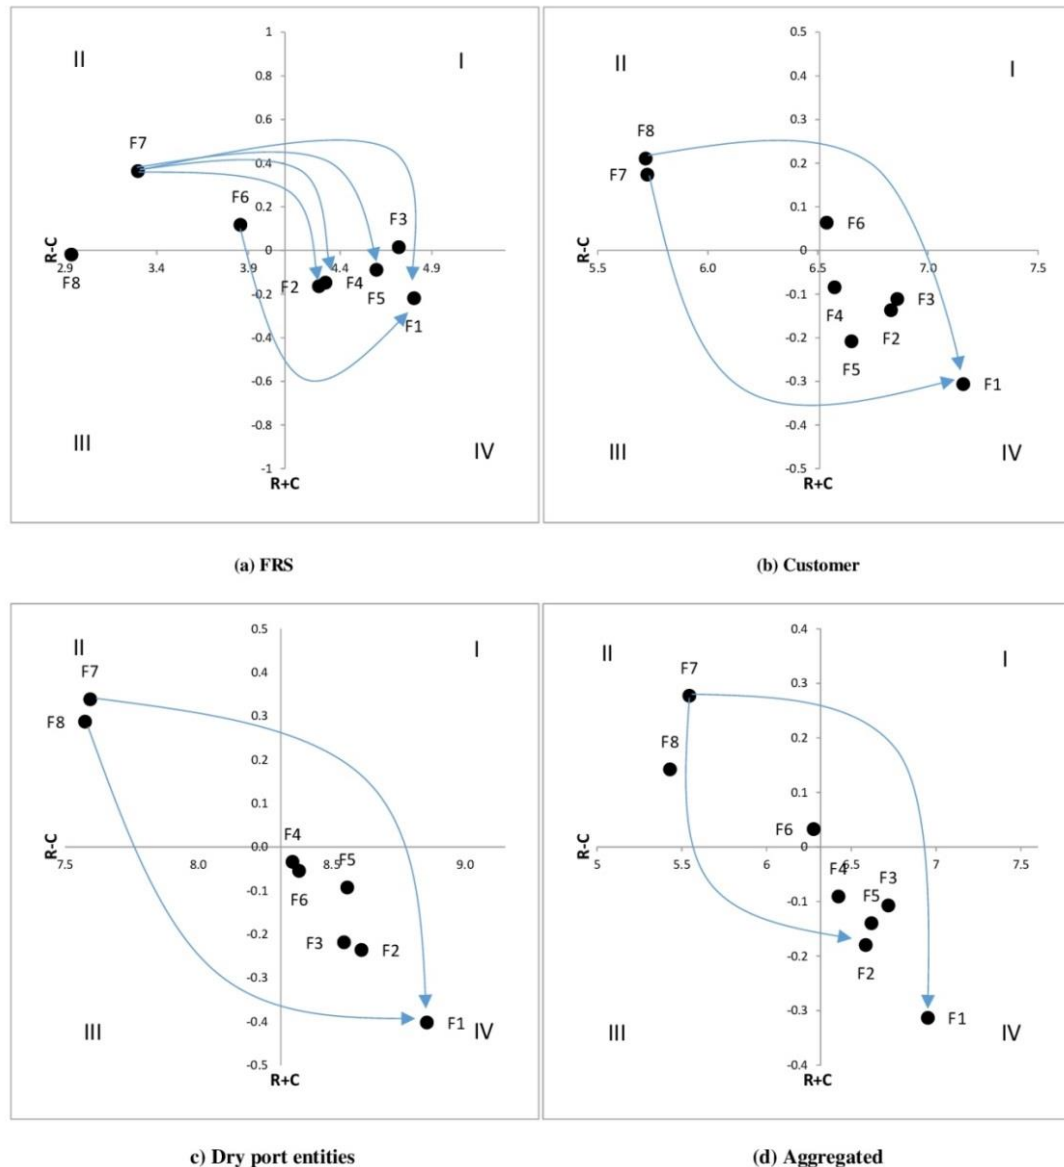 II
I
1
0.8
0.6
0.4
0.2
0
-0.2
-0.4
-0.6
-0.8
-1
2.9
3.4
3.9
4.4
4.9
F7
F6
F3
F8
F2
F4
F5
F1
R-C
R+C
III
IV
(a) FRS
II
I
0.5
0.4
0.3
0.2
0.1
0
-0.1
-0.2
-0.3
-0.4
-0.5
5.5
6.0
6.5
7.0
7.5
F8
F7
F6
F4
F3
F2
F5
F1
R-C
R+C
III
IV
(b) Customer
II
I
0.5
0.4
0.3
0.2
0.1
0.0
-0.1
-0.2
-0.3
-0.4
-0.5
7.5
8.0
8.5
9.0
F7
F8
F4
F6
F5
F3
F2
F1
R-C
R+C
III
IV
c) Dry port entities
II
I
0.4
0.3
0.2
0.1
0
-0.1
-0.2
-0.3
-0.4
5
5.5
6
6.5
7
7.5
F7
F8
F6
F4
F3
F5
F2
F1
R-C
R+C
III
IV
(d) Aggregated